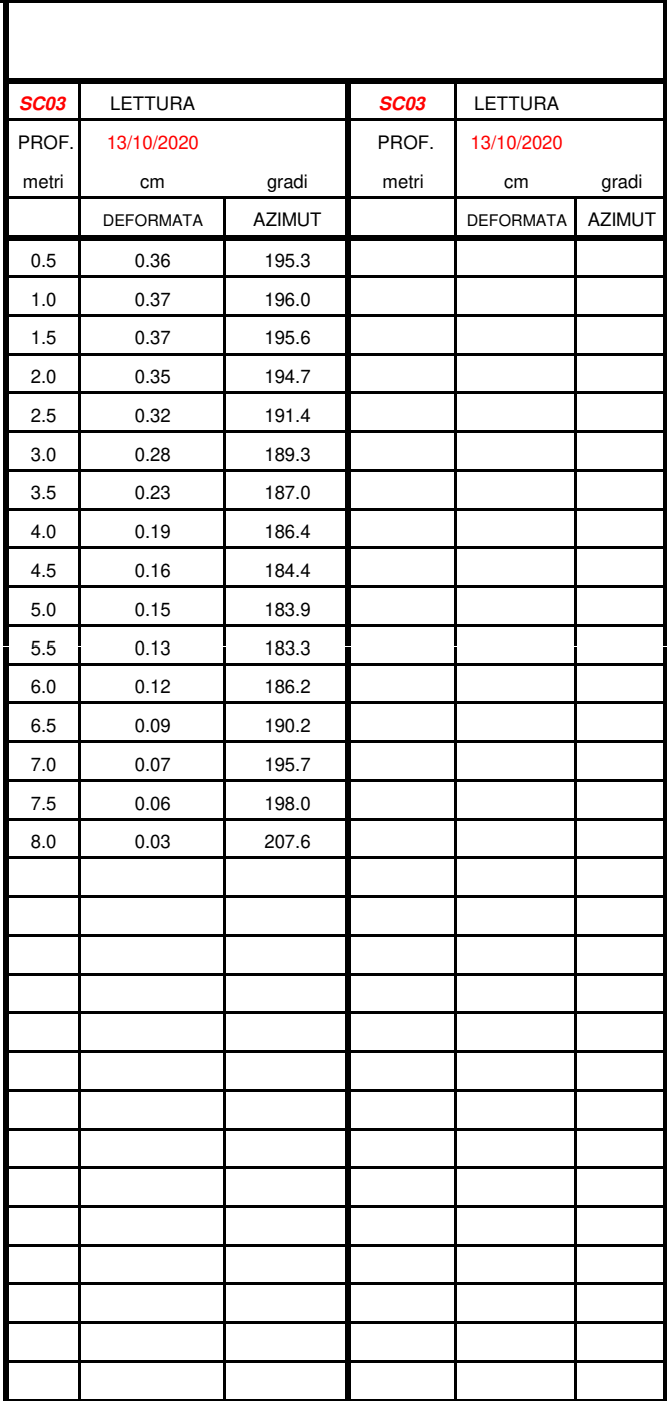 SC03 LETTURA SC03 LETTURA
PROF. 13/10/2020 PROF. 13/10/2020
metri cm gradi metri cm gradi
DEFORMATA AZIMUT DEFORMATA AZIMUT
0.5 0.36 195.3
1.0 0.37 196.0
1.5 0.37 195.6
2.0 0.35 194.7
2.5 0.32 191.4
3.0 0.28 189.3
3.5 0.23 187.0
4.0 0.19 186.4
4.5 0.16 184.4
5.0 0.15 183.9
5.5 0.13 183.3
6.0 0.12 186.2
6.5 0.09 190.2
7.0 0.07 195.7
7.5 0.06 198.0
8.0 0.03 207.6